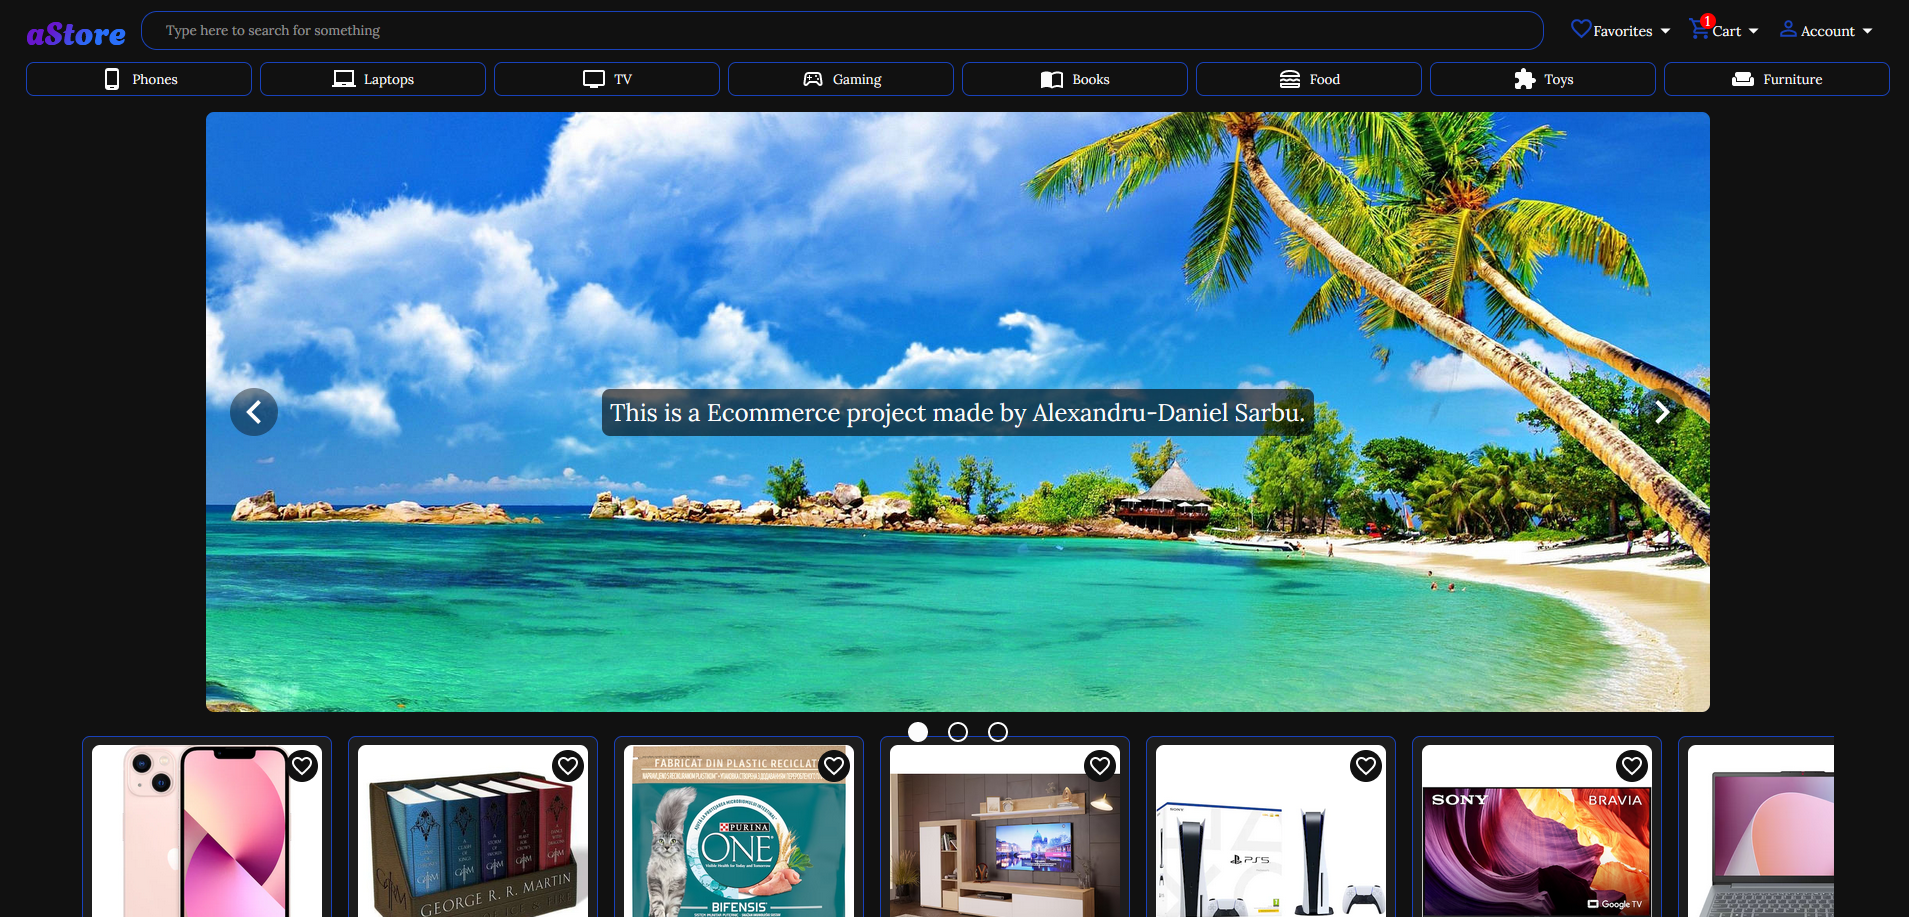 aStore
Type here to search for something
Favorites
1
Cart
Account
Phones
Laptops
TV
Gaming
Books
Food
Toys
Furniture
This is a Ecommerce project made by Alexandru-Daniel Sarbu.
GEORGE R. R. MARTIN
FABRICAT DIN PLASTIC RECICLAT
PURINA
ONE
BIFENSIS
PS5
SONY
BRAVIA
Google TV